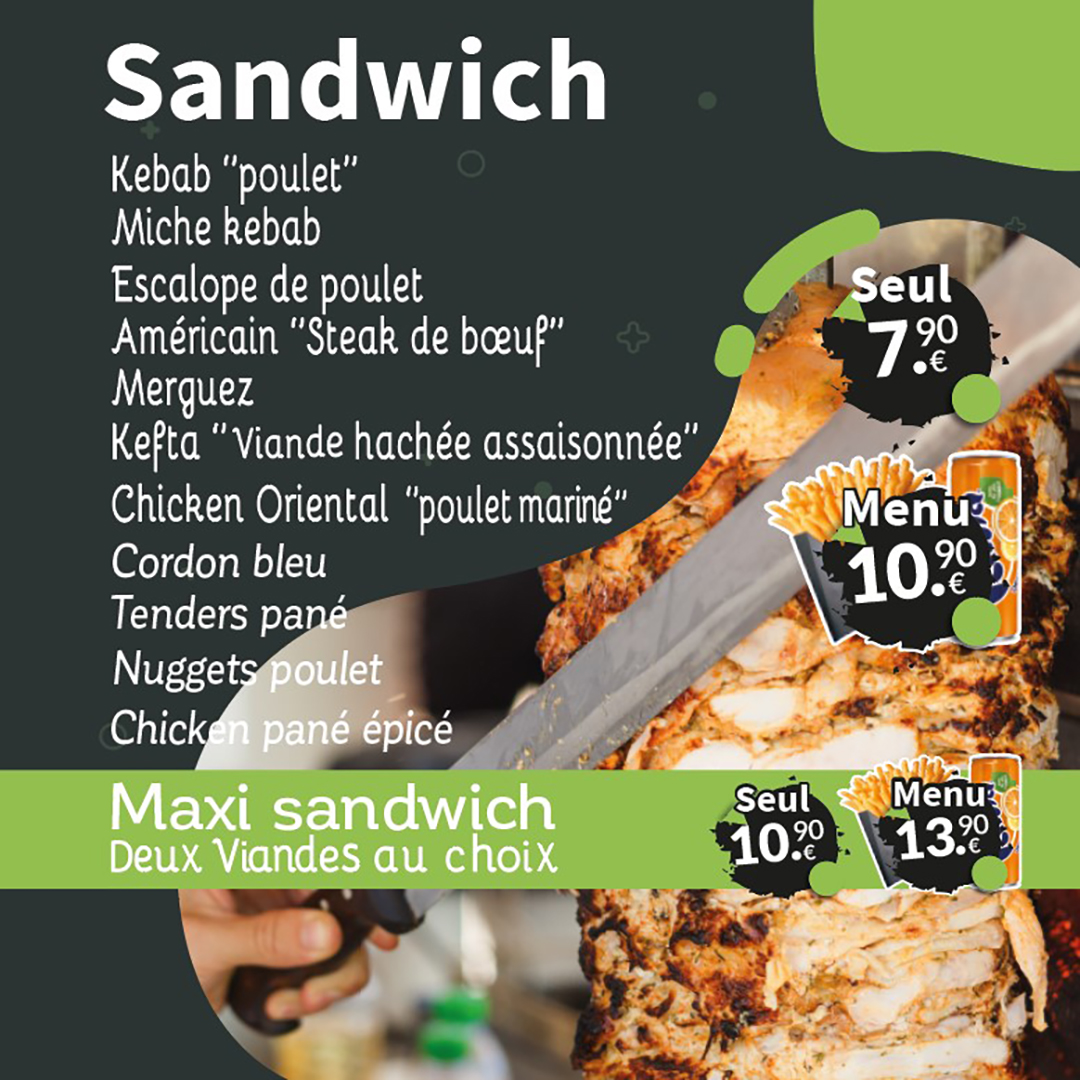 Sandwich
Kebab “poulet”
Miche kebab
Escalope de poulet
Américain “Steak de bœuf”
Merguez
Kefta “Viande hachée assaisonnée”
Chicken Oriental “poulet mariné“
Cordon bleu
Tenders pané
Nuggets poulet
Chicken pané épicé
Seul
7.90€
Menu
10.90€
Maxi sandwich
Deux Viandes au choix
Seul
10.90€
Menu
13.90€